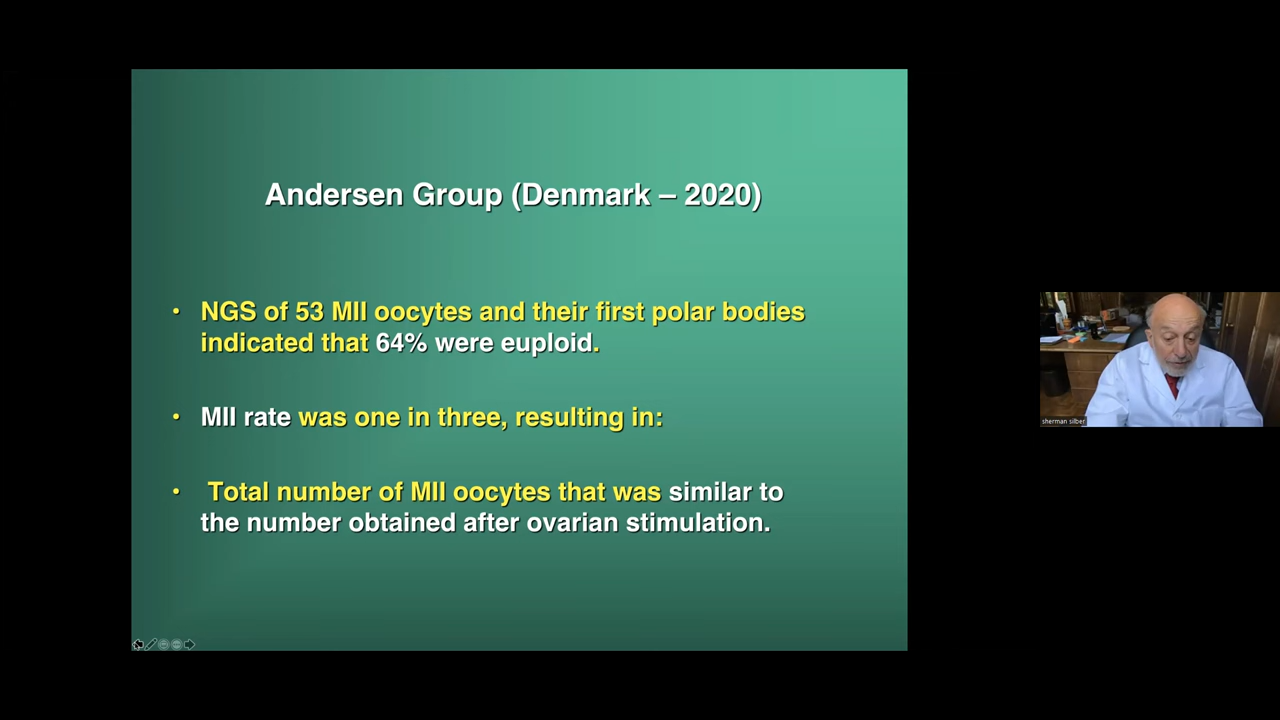 Andersen Group (Denmark – 2020)
• NGS of 53 MII oocytes and their first polar bodies
indicated that 64% were euploid.
• MII rate was one in three, resulting in:
• Total number of MII oocytes that was similar to
the number obtained after ovarian stimulation.
sherman silber